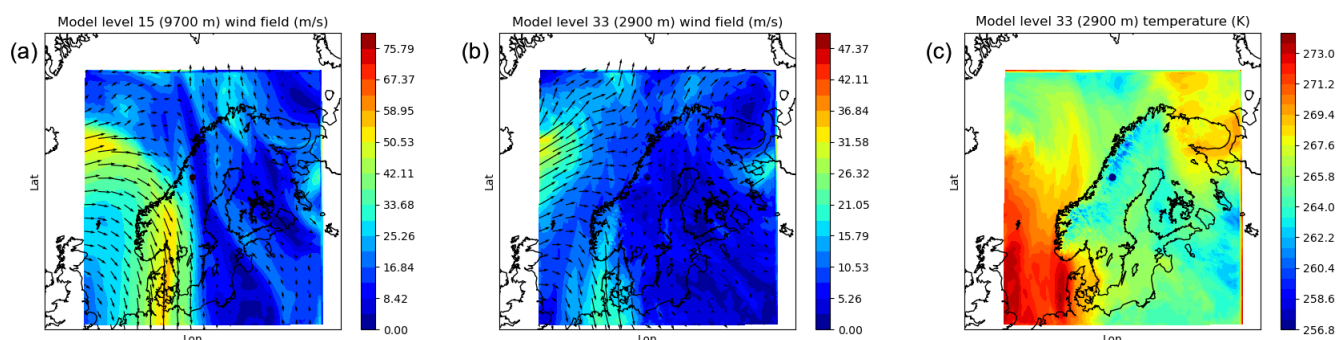 (a)
Model level 15 (9700 m) wind field (m/s)
Lat
Lon
75.79
67.37
58.95
50.53
42.11
33.68
25.26
16.84
8.42
0.00
(b)
Model level 33 (2900 m) wind field (m/s)
Lat
Lon
47.37
42.11
36.84
31.58
26.32
21.05
15.79
10.53
5.26
0.00
(c)
Model level 33 (2900 m) temperature (K)
Lat
Lon
273.0
271.2
269.4
267.6
265.8
264.0
262.2
260.4
258.6
256.8